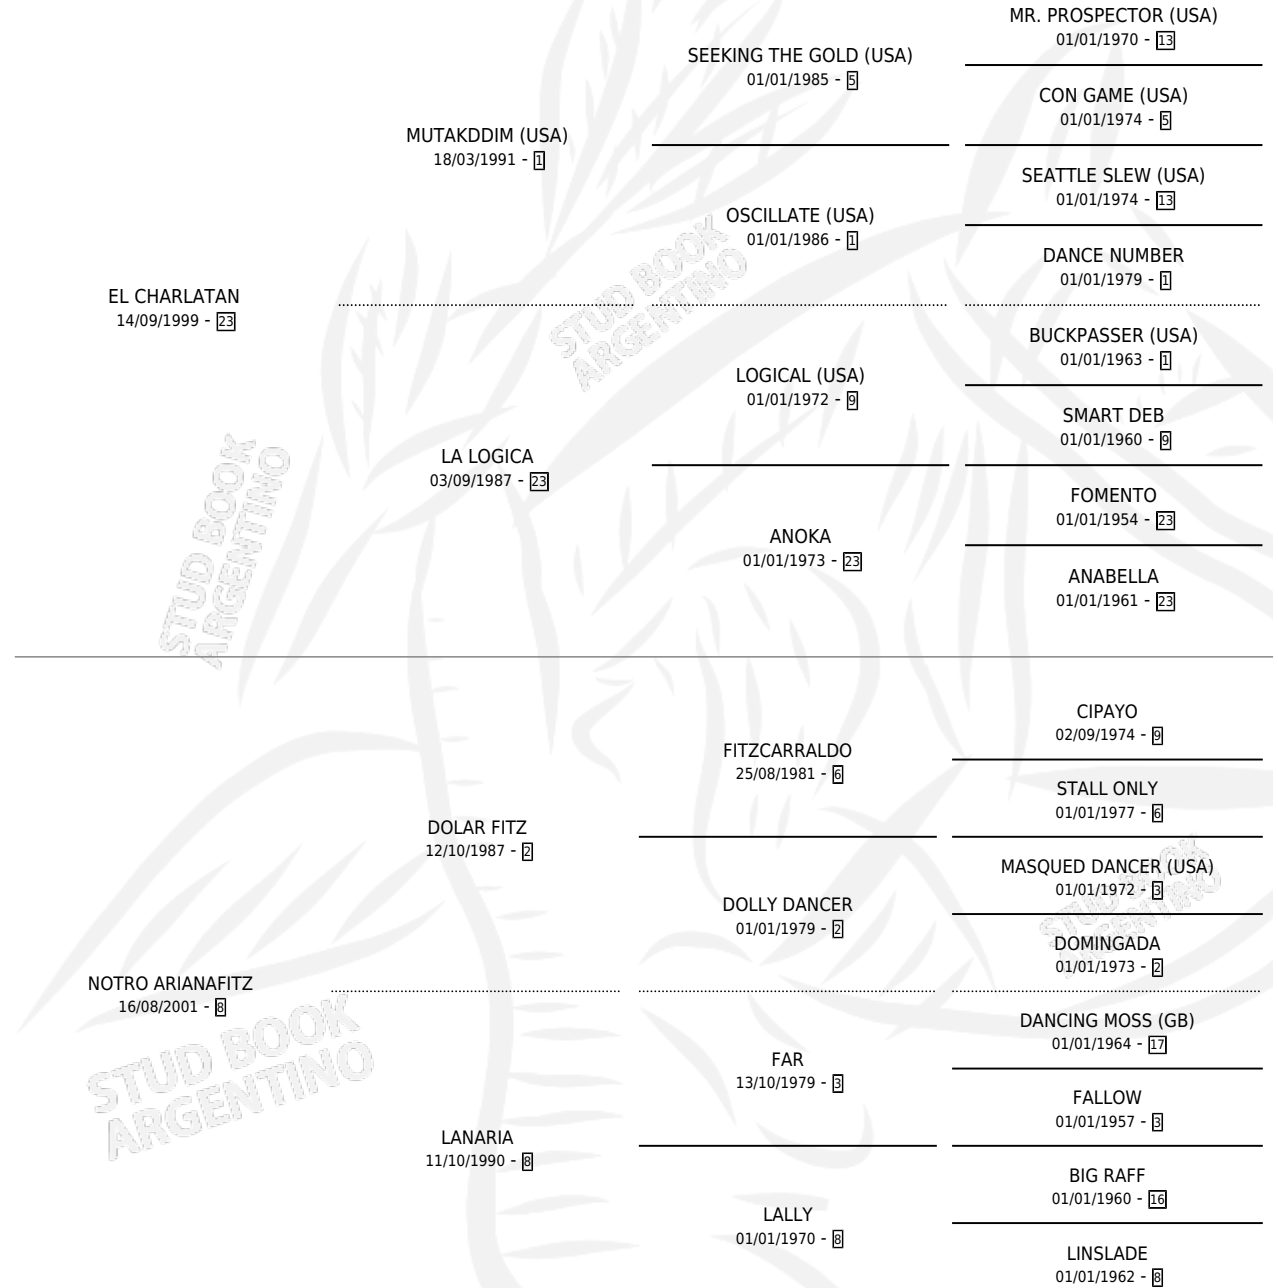 MR. PROSPECTOR (USA)
01/01/1970 - 13
SEEKING THE GOLD (USA)
01/01/1985 - 5
CON GAME (USA)
01/01/1974 - 5
MUTAKDDIM (USA)
18/03/1991 - 1
SEATTLE SLEW (USA)
01/01/1974 - 13
OSCILLATE (USA)
01/01/1986 - 1
DANCE NUMBER
01/01/1979 - 1
EL CHARLATAN
14/09/1999 - 23
STUD BOOK
ARGENTINO
BUCKPASSER (USA)
01/01/1963 - 1
LOGICAL (USA)
01/01/1972 - 9
SMART DEB
01/01/1960 - 9
LA LOGICA
03/09/1987 - 23
FOMENTO
01/01/1954 - 23
ANOKA
01/01/1973 - 23
ANABELLA
01/01/1961 - 23
STUD BOOK
ARGENTINO
CIPAYO
02/09/1974 - 9
FITZCARRALDO
25/08/1981 - 6
STALL ONLY
01/01/1977 - 6
DOLAR FITZ
12/10/1987 - 2
MASQUED DANCER (USA)
01/01/1972 - 3
DOLLY DANCER
01/01/1979 - 2
STUD BOOK
ARGENTINO
DOMINGADA
01/01/1973 - 2
NOTRO ARIANAFITZ
16/08/2001 - 8
DANCING MOSS (GB)
01/01/1964 - 17
FAR
13/10/1979 - 3
STUD BOOK
ARGENTINO
FALLOW
01/01/1957 - 3
LANARIA
11/10/1990 - 8
BIG RAFF
01/01/1960 - 16
LALLY
01/01/1970 - 8
LINSLADE
01/01/1962 - 8